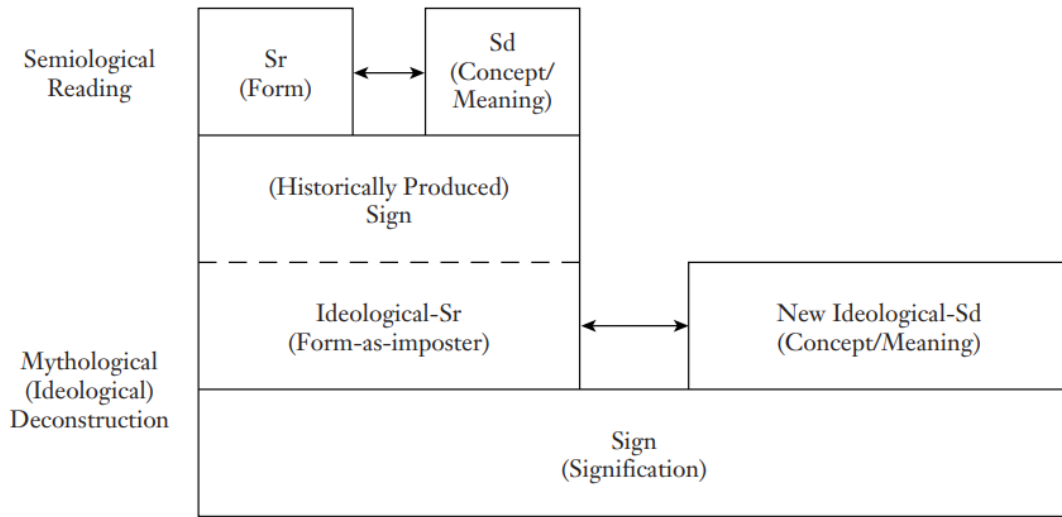 Semiological
Reading
Sr
(Form)
Sd
(Concept/
Meaning)
(Historically Produced)
Sign
Mythological
(Ideological)
Deconstruction
Ideological-Sr
(Form-as-imposter)
New Ideological-Sd
(Concept/Meaning)
Sign
(Signification)